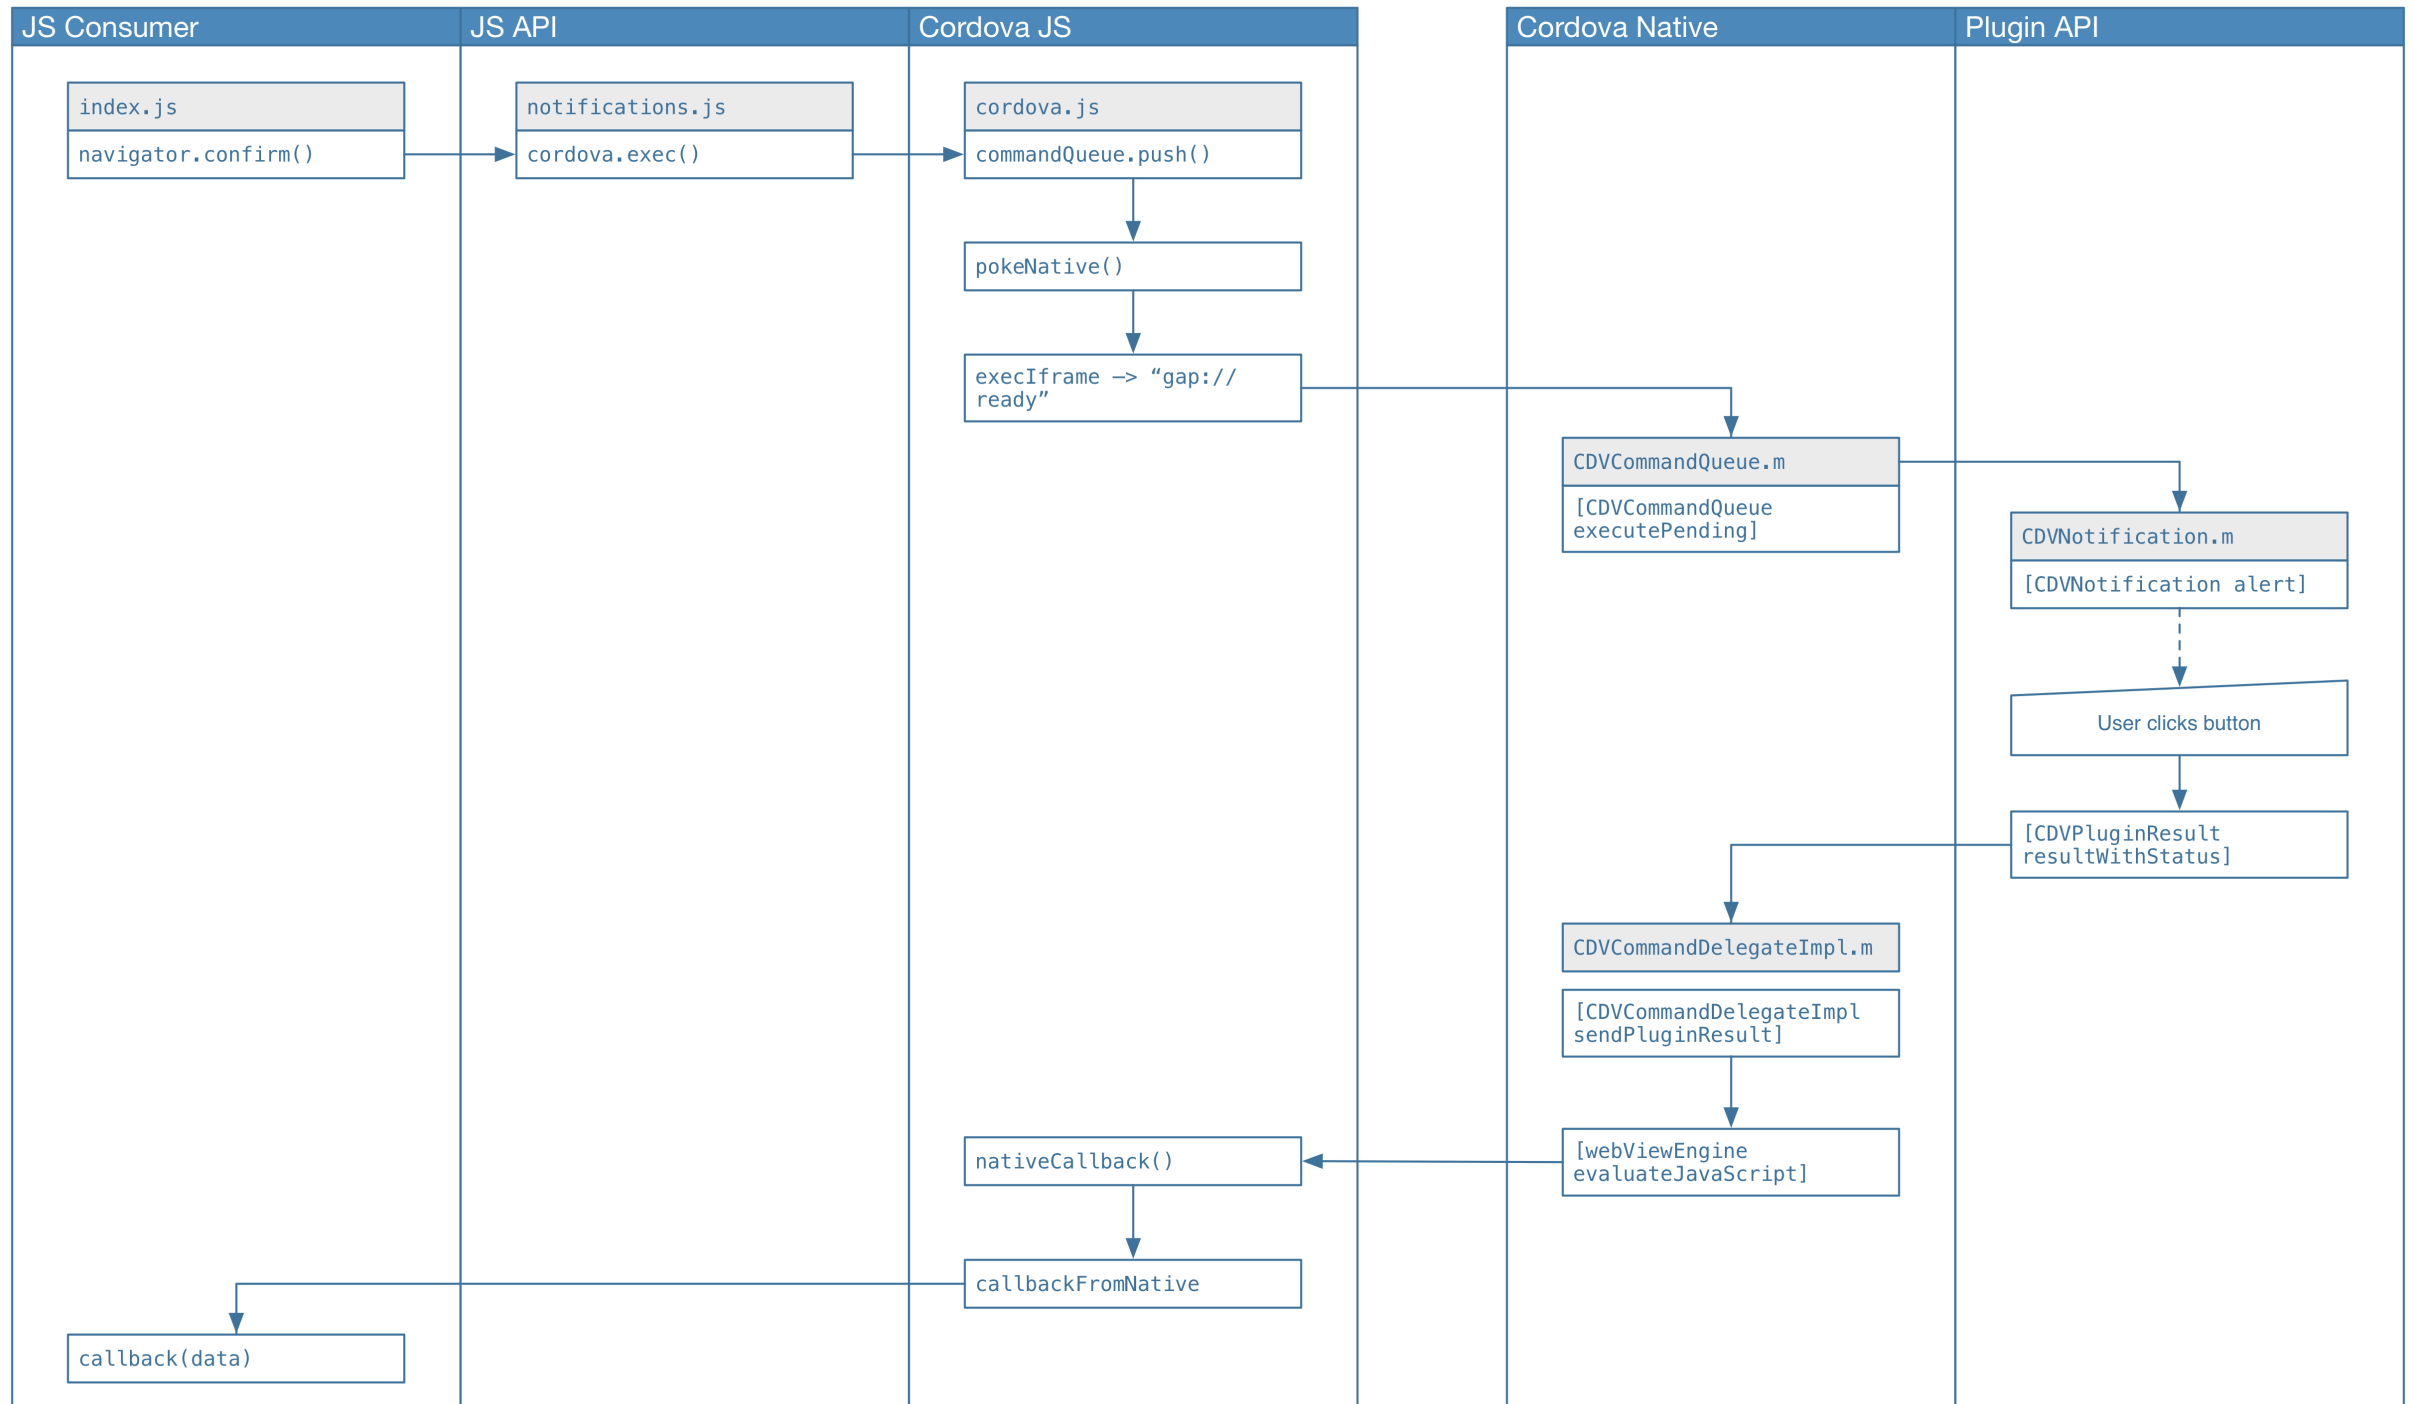 JS Consumer
JS API
Cordova JS
Cordova Native
Plugin API
index.js
navigator.confirm()
notifications.js
cordova.exec()
cordova.js
commandQueue.push()
pokeNative()
execIframe —> “gap://
ready”
CDVCommandQueue.m
[CDVCommandQueue
executePending]
CDVNotification.m
[CDVNotification alert]
User clicks button
[CDVPluginResult
resultWithStatus]
CDVCommandDelegateImpl.m
[CDVCommandDelegateImpl
sendPluginResult]
[webViewEngine
evaluateJavaScript]
nativeCallback()
callbackFromNative
callback(data)